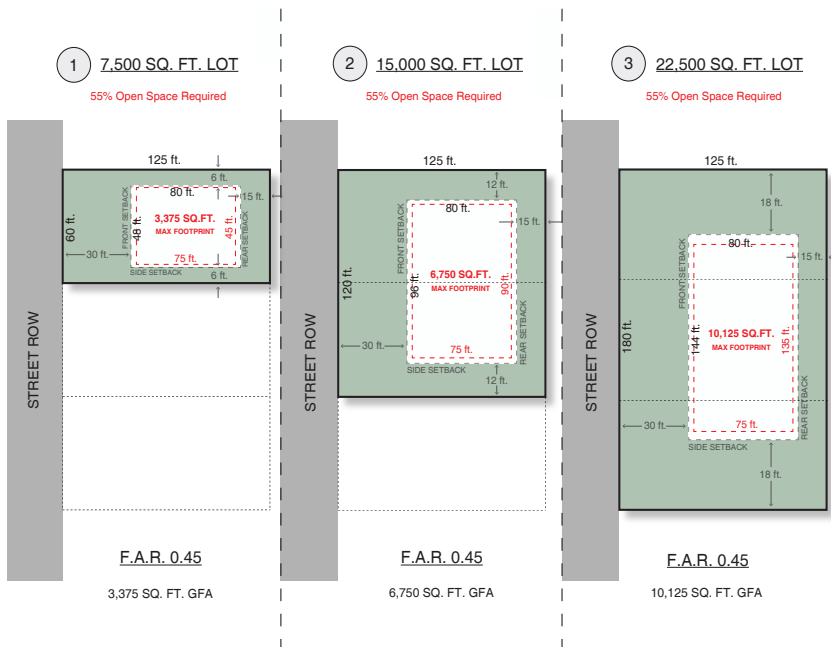 1 7,500 SQ. FT. LOT
55% Open Space Required
STREET ROW
125 ft.
6 ft.
80 ft.
15 ft.
60 ft.
FRONT SETBACK
48 ft.
3,375 SQ.FT.
MAX FOOTPRINT
45 ft.
REAR SETBACK
30 ft.
75 ft.
SIDE SETBACK
6 ft.
F.A.R. 0.45
3,375 SQ. FT. GFA
2 15,000 SQ. FT. LOT
55% Open Space Required
STREET ROW
125 ft.
12 ft.
80 ft.
15 ft.
FRONT SETBACK
120 ft.
96 ft.
6,750 SQ.FT.
MAX FOOTPRINT
90 ft.
REAR SETBACK
30 ft.
75 ft.
SIDE SETBACK
12 ft.
F.A.R. 0.45
6,750 SQ. FT. GFA
3 22,500 SQ. FT. LOT
55% Open Space Required
STREET ROW
125 ft.
18 ft.
80 ft.
15 ft.
FRONT SETBACK
180 ft.
144 ft.
10,125 SQ.FT.
MAX FOOTPRINT
135 ft.
REAR SETBACK
30 ft.
75 ft.
SIDE SETBACK
18 ft.
F.A.R. 0.45
10,125 SQ. FT. GFA